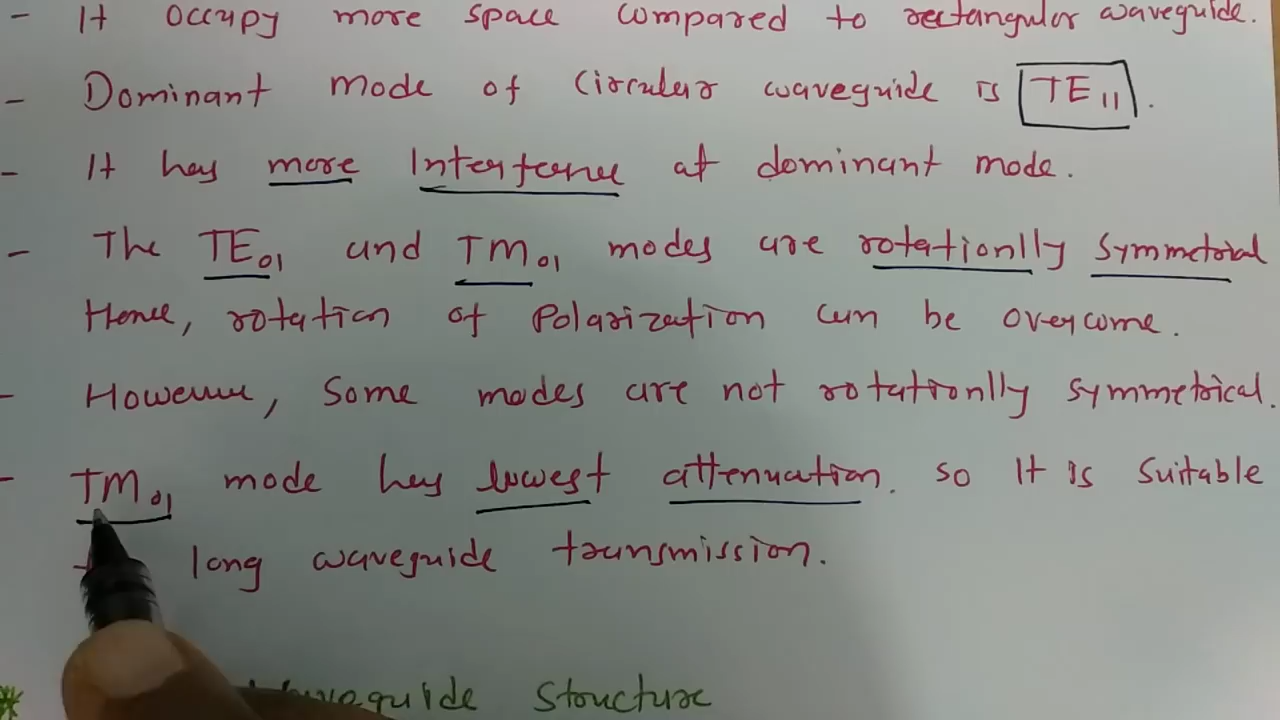 - It occupy more space compared to rectangular waveguide.
- Dominant mode of Circular waveguide is TE11.
- It has more Interference at dominant mode.
- The TE01 and TM01 modes are rotationlly symmetrical
Hence, rotation of Polarization can be overcome.
- However, Some modes are not rotationlly symmetrical.
- TM01 mode has lowest attenuation. so It is Suitable
long waveguide transmission.
* waveguide Structure